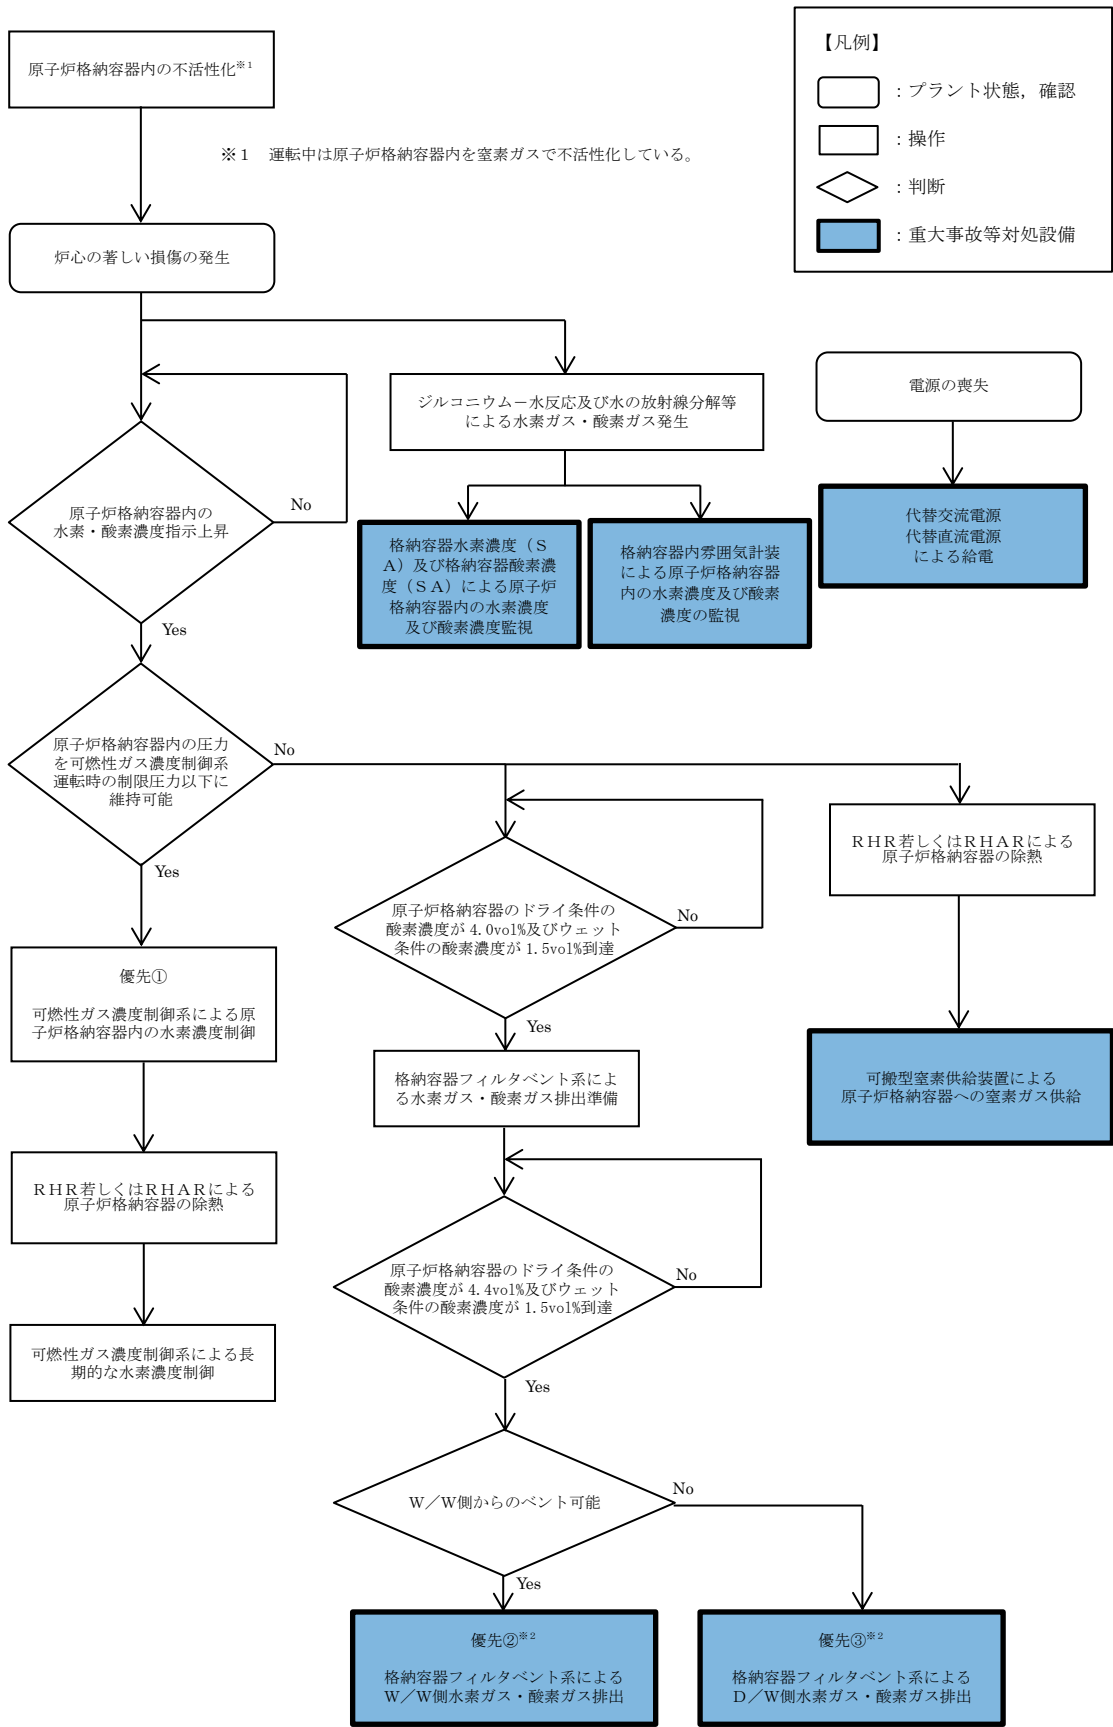 原子炉格納容器内の不活性化※1
【凡例】
：プラント状態，確認
：操作
：判断
：重大事故等対処設備
※１　運転中は原子炉格納容器内を窒素ガスで不活性化している。
炉心の著しい損傷の発生
ジルコニウム－水反応及び水の放射線分解等
による水素ガス・酸素ガス発生
電源の喪失
代替交流電源
代替直流電源
による給電
原子炉格納容器内の
水素・酸素濃度指示上昇
No
Yes
格納容器水素濃度（Ｓ
Ａ）及び格納容器酸素濃
度（ＳＡ）による原子炉
格納容器内の水素濃度
及び酸素濃度監視
格納容器内雰囲気計装
による原子炉格納容器
内の水素濃度及び酸素
濃度の監視
原子炉格納容器内の圧力
を可燃性ガス濃度制御系
運転時の制限圧力以下に
維持可能
No
Yes
原子炉格納容器のドライ条件の
酸素濃度が 4.0vol%及びウェット
条件の酸素濃度が 1.5vol%到達
No
Yes
ＲＨＲ若しくはＲＨＡＲによる
原子炉格納容器の除熱
可搬型窒素供給装置による
原子炉格納容器への窒素ガス供給
優先①
可燃性ガス濃度制御系による原
子炉格納容器内の水素濃度制御
格納容器フィルタベント系によ
る水素ガス・酸素ガス排出準備
ＲＨＲ若しくはＲＨＡＲによる
原子炉格納容器の除熱
原子炉格納容器のドライ条件の
酸素濃度が 4.4vol%及びウェット
条件の酸素濃度が 1.5vol%到達
No
Yes
可燃性ガス濃度制御系による長
期的な水素濃度制御
Ｗ／Ｗ側からのベント可能
No
Yes
優先②※2
格納容器フィルタベント系による
Ｗ／Ｗ側水素ガス・酸素ガス排出
優先③※2
格納容器フィルタベント系による
Ｄ／Ｗ側水素ガス・酸素ガス排出